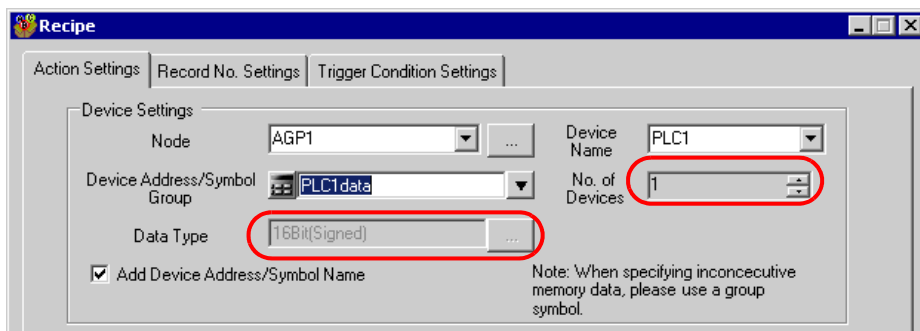 Recipe
Action Settings Record No. Settings Trigger Condition Settings
Device Settings
Node AGP1 ... Device Name PLC1
Device Address/Symbol Group PLC1data No. of Devices 1
Data Type 16Bit(Signed) ...
Add Device Address/Symbol Name
Note: When specifying inconcecutive
memory data, please use a group
symbol.